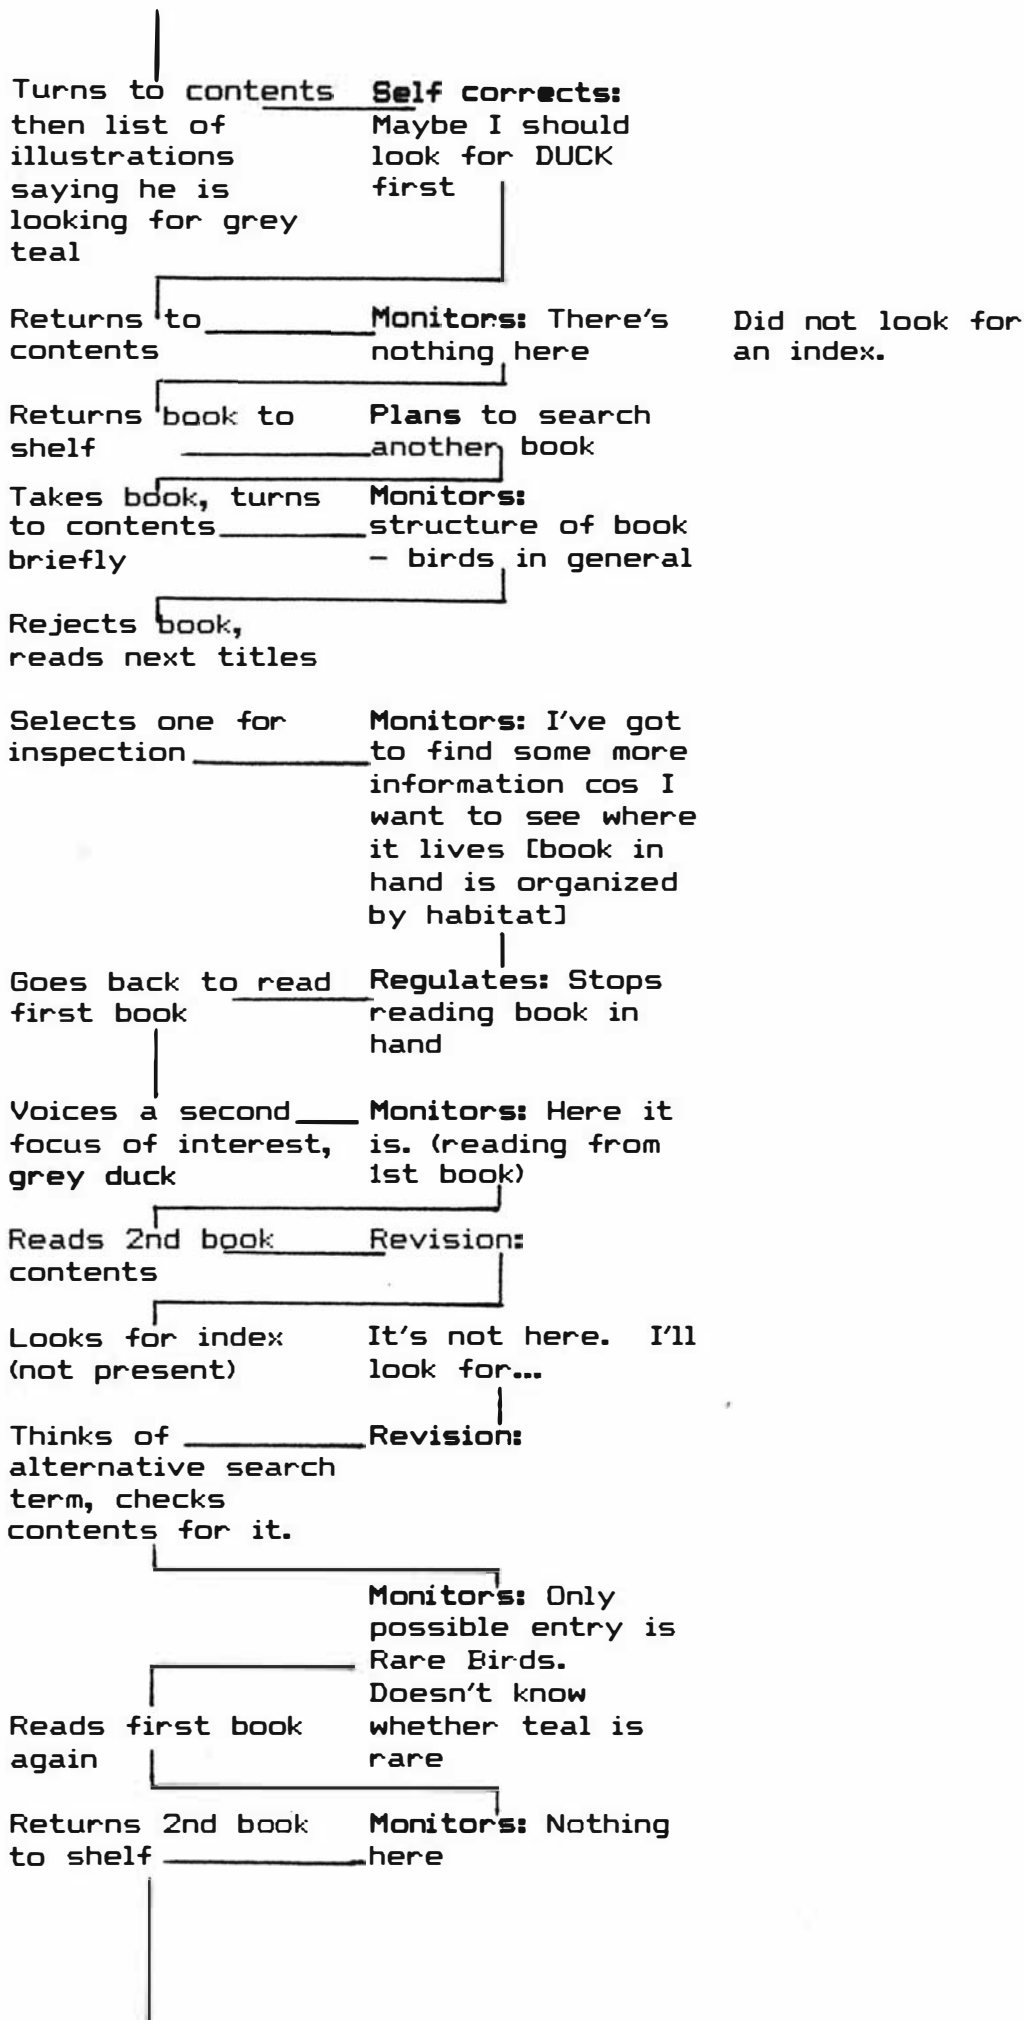 Turns to contents
then list of
illustrations
saying he is
looking for grey
teal
Self corrects:
Maybe I should
look for DUCK
first
Returns to
contents
Monitors: There's
nothing here
Did not look for
an index.
Returns book to
shelf
Plans to search
another book
Takes book, turns
to contents
briefly
Monitors:
structure of book
- birds in general
Rejects book,
reads next titles
Selects one for
inspection
Monitors: I've got
to find some more
information cos I
want to see where
it lives [book in
hand is organized
by habitat]
Goes back to read
first book
Regulates: Stops
reading book in
hand
Voices a second
focus of interest,
grey duck
Monitors: Here it
is. (reading from
1st book)
Reads 2nd book
contents
Revision:
Looks for index
(not present)
It's not here. I'll
look for...
Thinks of
alternative search
term, checks
contents for it.
Revision:
Monitors: Only
possible entry is
Rare Birds.
Doesn't know
whether teal is
rare
Reads first book
again
Returns 2nd book
to shelf
Monitors: Nothing
here